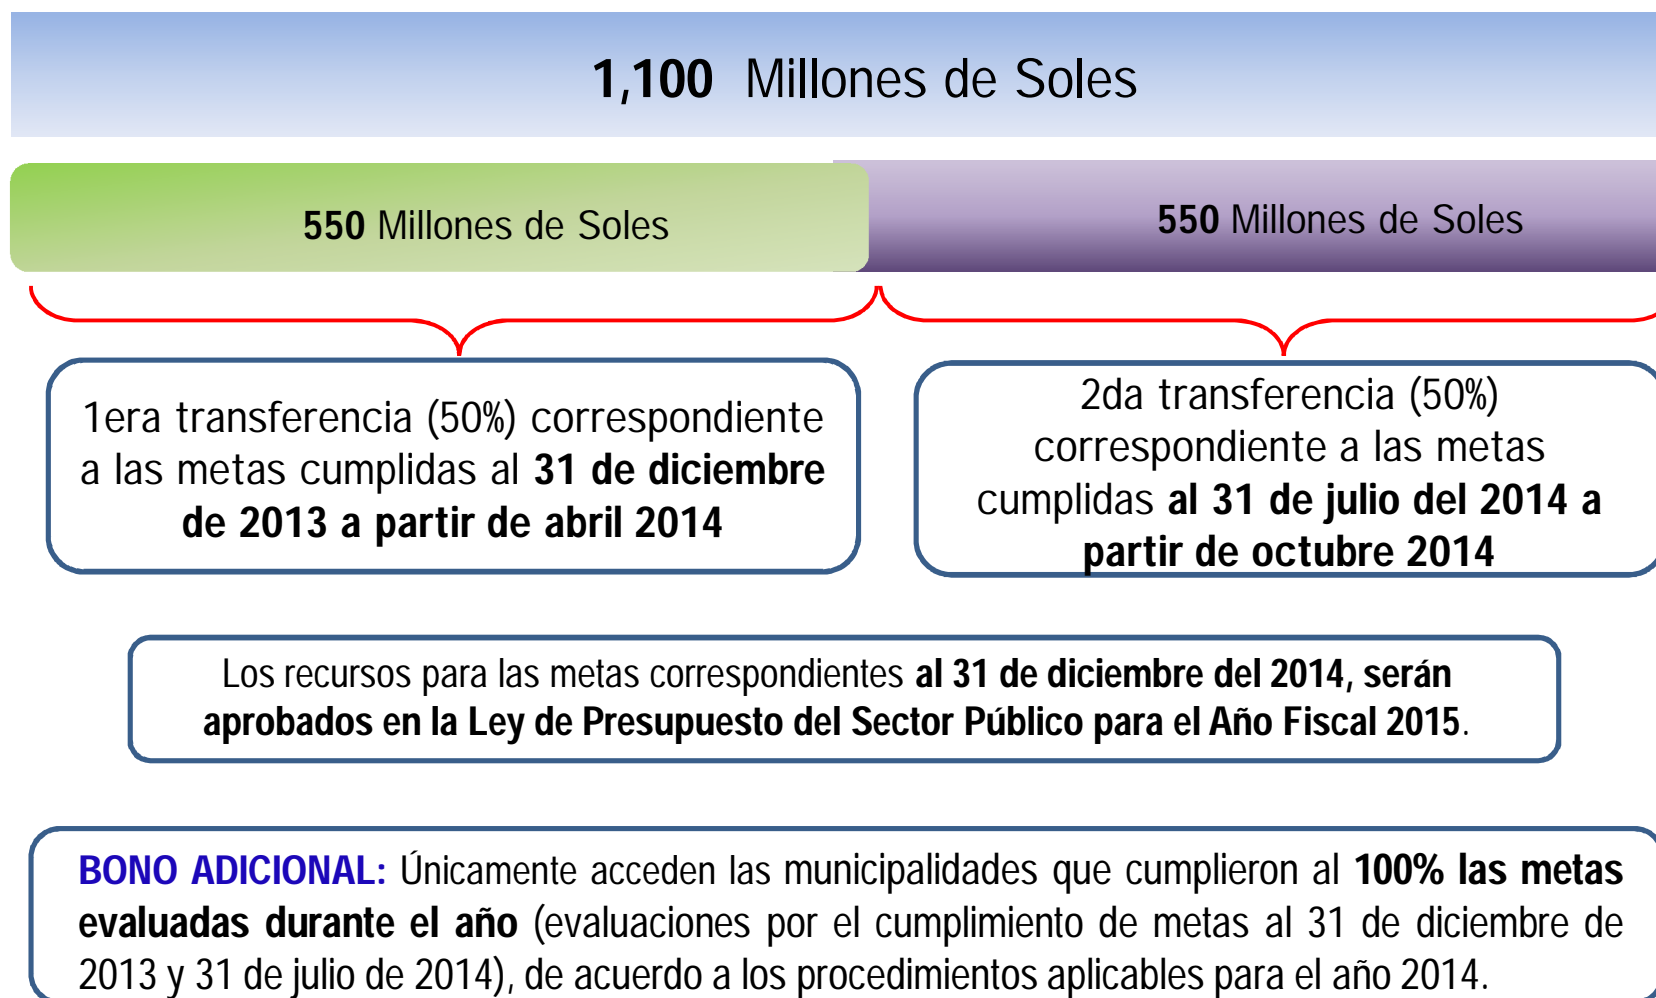 1,100 Millones de Soles
550 Millones de Soles
550 Millones de Soles
1era transferencia (50%) correspondiente
a las metas cumplidas al 31 de diciembre
de 2013 a partir de abril 2014
2da transferencia (50%)
correspondiente a las metas
cumplidas al 31 de julio del 2014 a
partir de octubre 2014
Los recursos para las metas correspondientes al 31 de diciembre del 2014, serán
aprobados en la Ley de Presupuesto del Sector Público para el Año Fiscal 2015.
BONO ADICIONAL: Únicamente acceden las municipalidades que cumplieron al 100% las metas
evaluadas durante el año (evaluaciones por el cumplimiento de metas al 31 de diciembre de
2013 y 31 de julio de 2014), de acuerdo a los procedimientos aplicables para el año 2014.